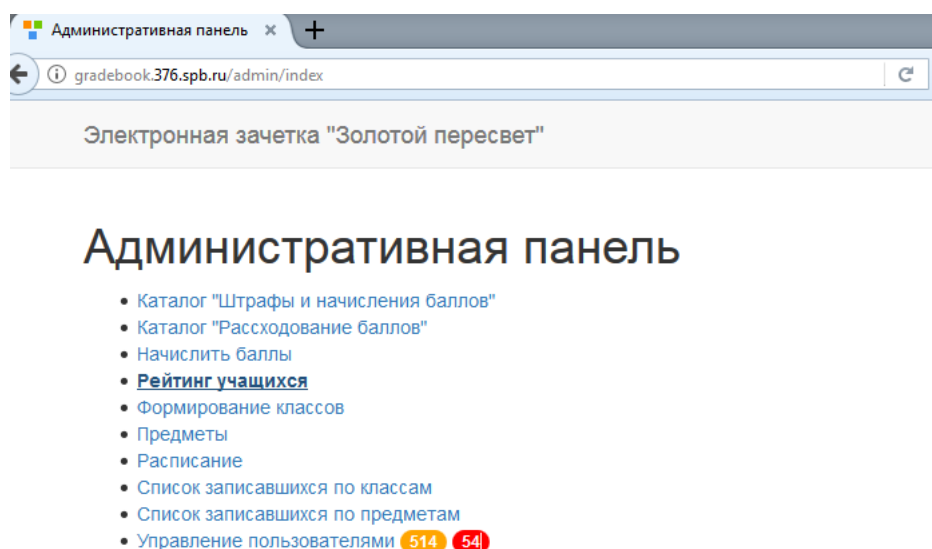 Административная панель
gradebook.376.spb.ru/admin/index
Электронная зачетка "Золотой пересвет"
Административная панель
Каталог "Штрафы и начисления баллов"
Каталог "Рассходование баллов"
Начислить баллы
Рейтинг учащихся
Формирование классов
Предметы
Расписание
Список записавшихся по классам
Список записавшихся по предметам
Управление пользователями 514 54